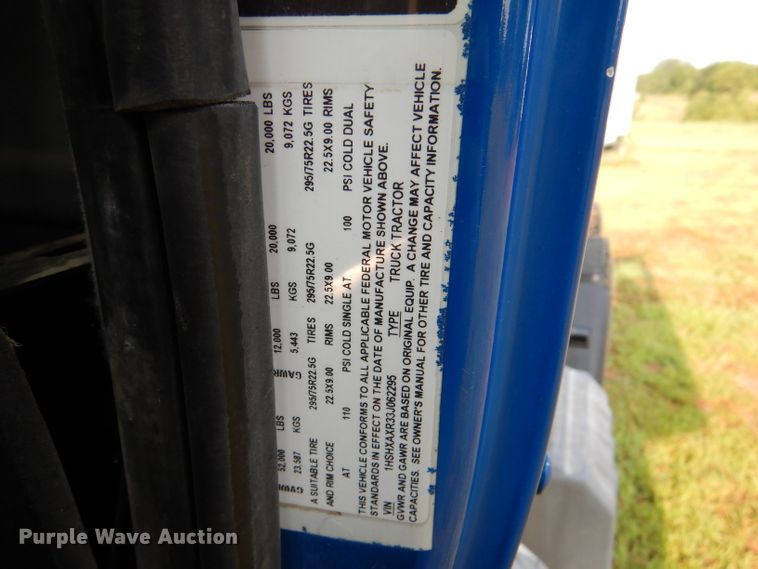 GVWR 52,000 LBS GAWR 12,000 LBS 20,000 20,000 LBS
23,587 KGS 5,443 KGS 9,072 9,072 KGS
A SUITABLE TIRE 295/75R22.5G TIRES 295/75R22.5G 295/75R22.5G TIRES
AND RIM CHOICE 22.5X9.00 RIMS 22.5X9.00 22.5X9.00 RIMS
AT 110 PSI COLD SINGLE AT 100 PSI COLD DUAL
THIS VEHICLE CONFORMS TO ALL APPLICABLE FEDERAL MOTOR VEHICLE SAFETY
STANDARDS IN EFFECT ON THE DATE OF MANUFACTURE SHOWN ABOVE.
VIN 1HSHXAXR33J062295 TYPE TRUCK TRACTOR
GVWR AND GAWR ARE BASED ON ORIGINAL EQUIP. A CHANGE MAY AFFECT VEHICLE
CAPACITIES. SEE OWNER'S MANUAL FOR OTHER TIRE AND CAPACITY INFORMATION.
Purple Wave Auction®